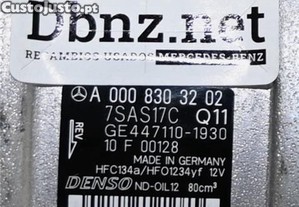 CustoJusto.pt
Dbnz.net
RECAMBIOS USADOS MERCEDES-BENZ
A 000 830 32 02
7SAS17C Q11
REV.
GE447110-1930
10 F 00128
MADE IN GERMANY
HFC134a/HFO1234yf 12V
DENSO ND-OIL12 80cm³